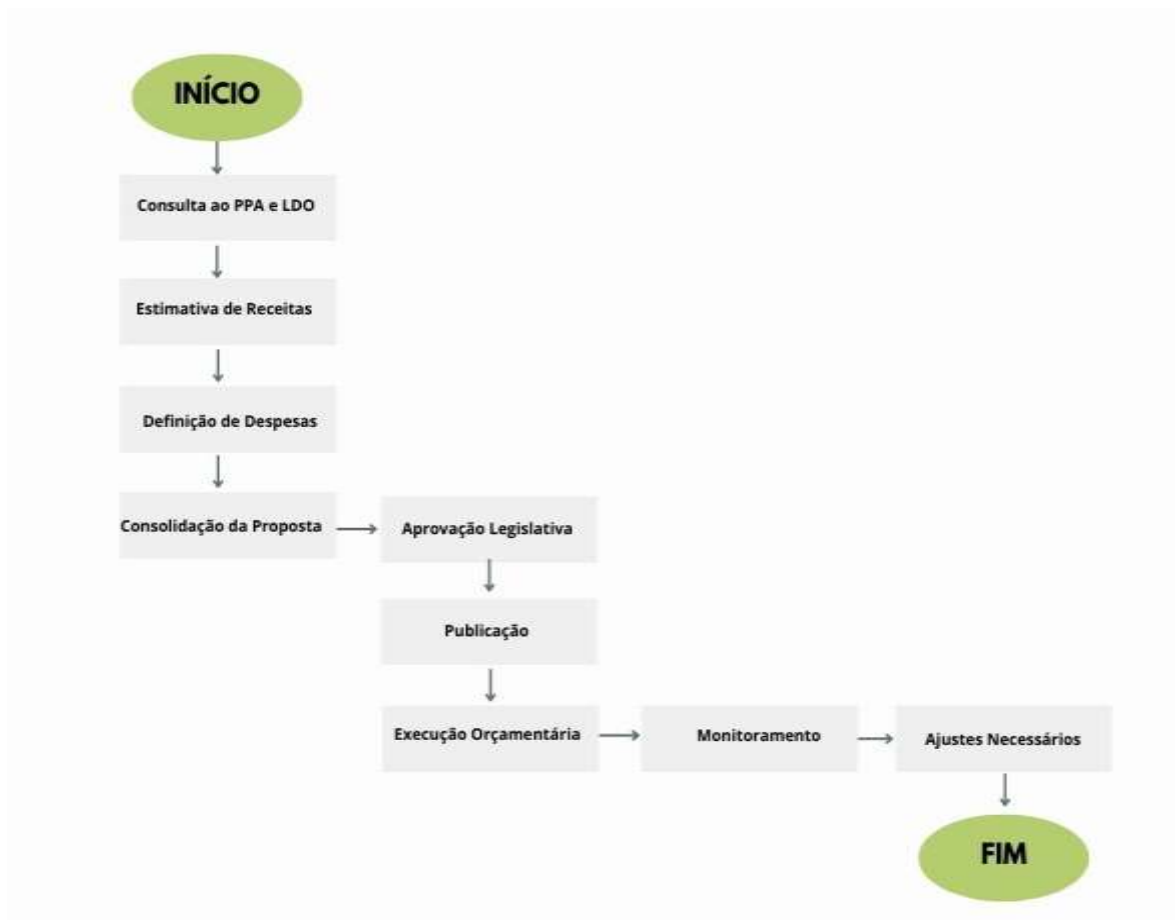 INÍCIO
Consulta ao PPA e LDO
Estimativa de Receitas
Definição de Despesas
Consolidação da Proposta
Aprovação Legislativa
Publicação
Execução Orçamentária
Monitoramento
Ajustes Necessários
FIM